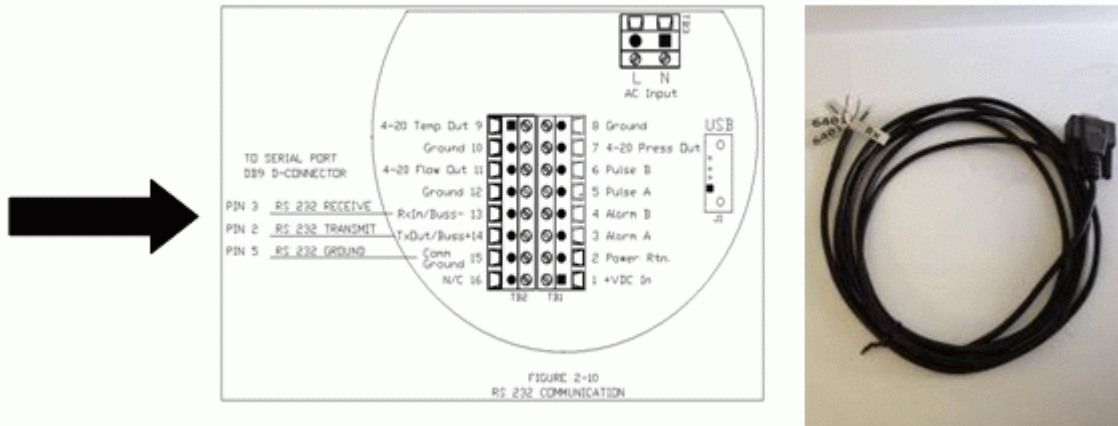 TB3
L N
AC Input
4-20 Temp Out 9
8 Ground
USB
Ground 10
7 4-20 Press Out
4-20 Flow Out 11
6 Pulse B
Ground 12
5 Pulse A
TO SERIAL PORT
DB9 D-CONNECTOR
PIN 3 RS 232 RECEIVE
RxIn/Buss- 13
4 Alarm B
J1
PIN 2 RS 232 TRANSMIT
TxOut/Buss+14
3 Alarm A
PIN 5 RS 232 GROUND
Comm
Ground 15
2 Power Rtn.
N/C 16
1 +VDC In
TB2 TB1
FIGURE 2-10
RS 232 COMMUNICATION
RX